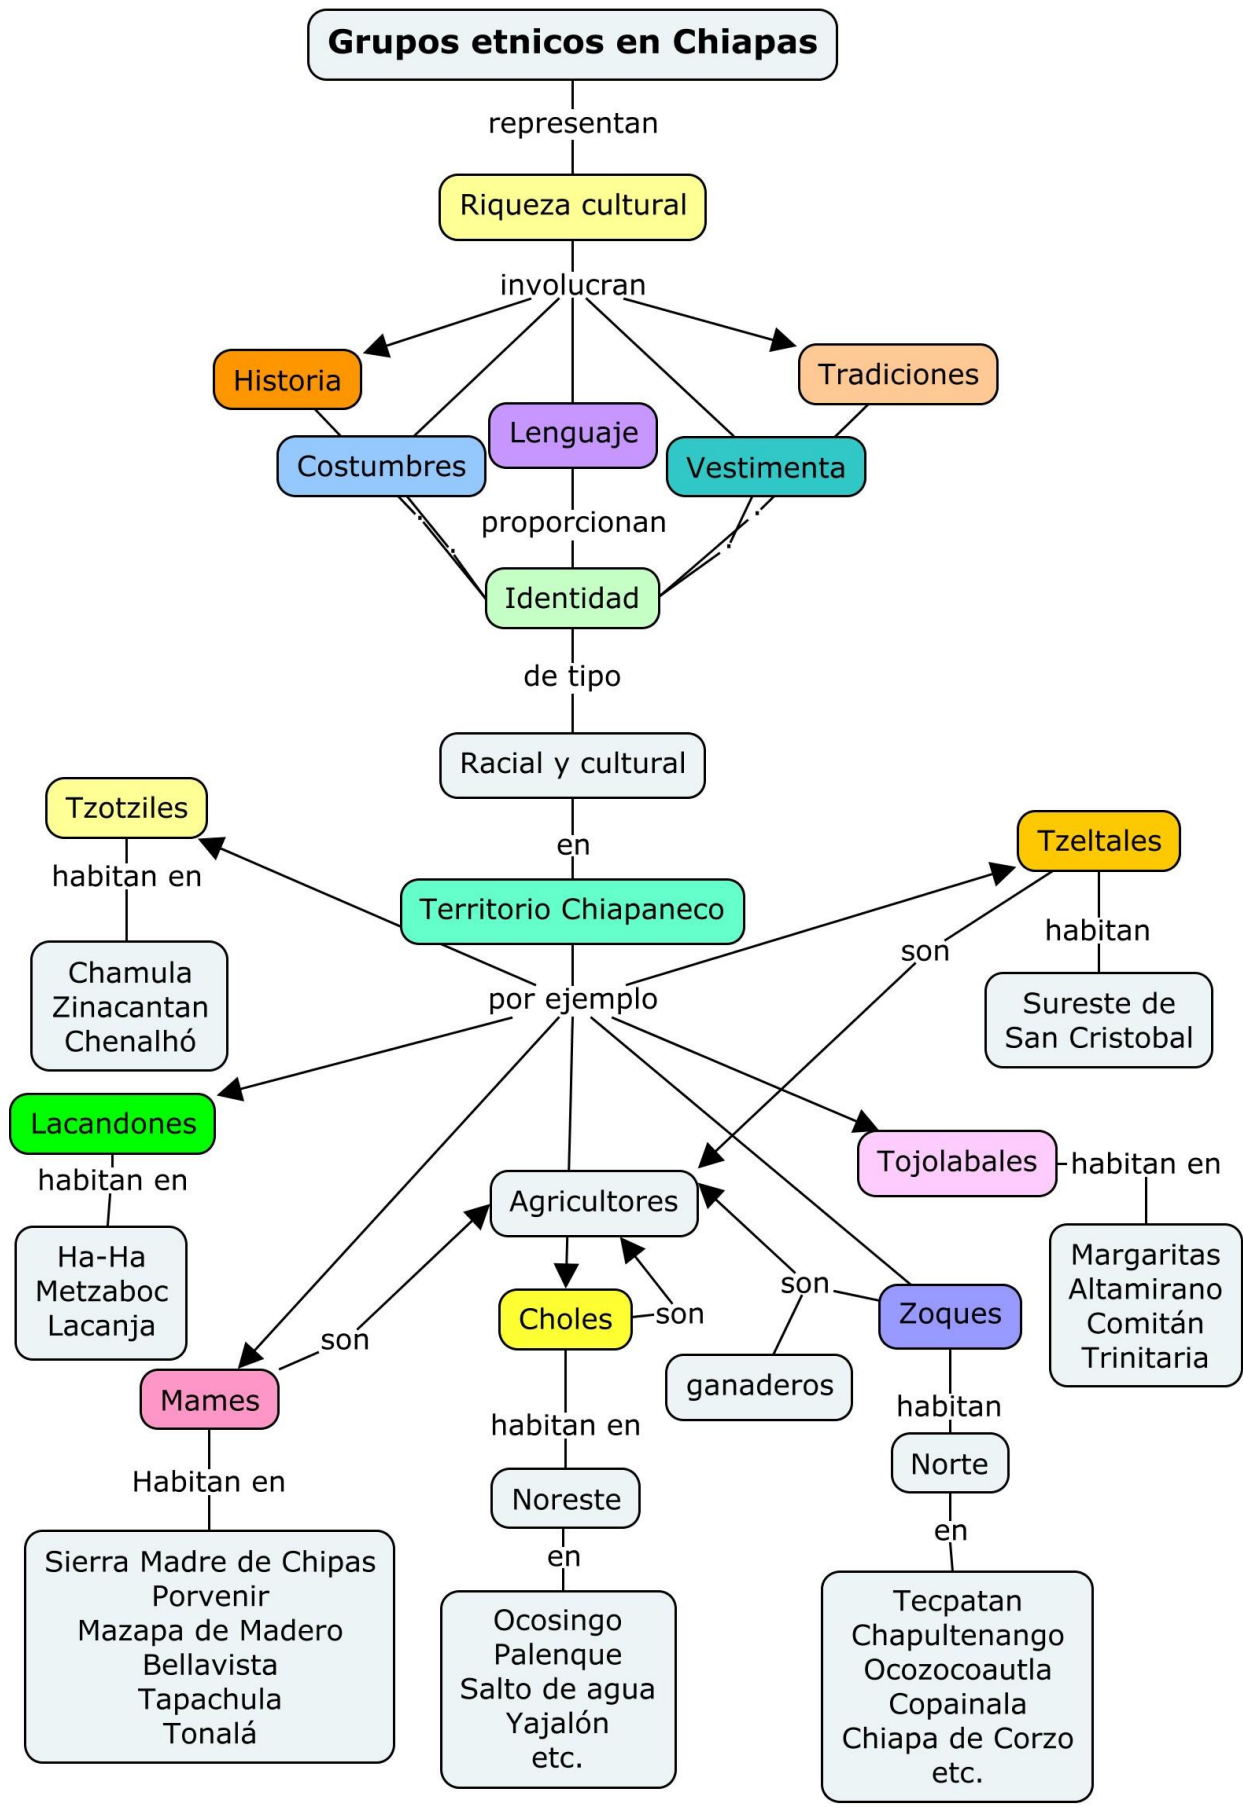 Grupos etnicos en Chiapas
representan
Riqueza cultural
involucran
Historia
Tradiciones
Costumbres
Lenguaje
Vestimenta
proporcionan
Identidad
de tipo
Racial y cultural
en
Territorio Chiapaneco
por ejemplo
Tzotziles
habitan en
Chamula
Zinacantan
Chenalhó
Tzeltales
son
habitan
Sureste de
San Cristobal
Lacandones
habitan en
Ha-Ha
Metzaboc
Lacanja
Agricultores
Tojolabales
habitan en
Margaritas
Altamirano
Comitán
Trinitaria
Mames
son
Habitan en
Sierra Madre de Chipas
Porvenir
Mazapa de Madero
Bellavista
Tapachula
Tonalá
Choles
son
habitan en
Noreste
en
Ocosingo
Palenque
Salto de agua
Yajalón
etc.
son
ganaderos
Zoques
habitan
Norte
en
Tecpatan
Chapultenango
Ocozocoautla
Copainala
Chiapa de Corzo
etc.